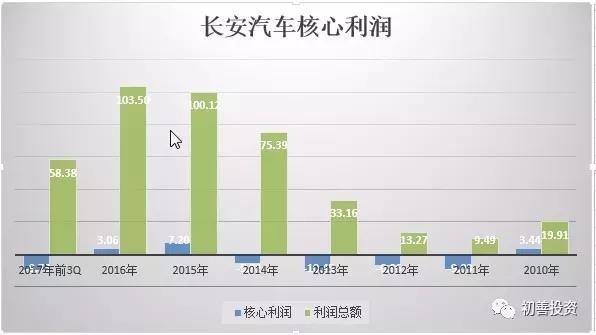 长安汽车核心利润
103.50
100.12
75.39
58.38
33.16
19.91
13.27
9.49
3.06
7.20
3.44
2017年前3Q
2016年
2015年
2014年
2013年
2012年
2011年
2010年
核心利润
利润总额
初善投资